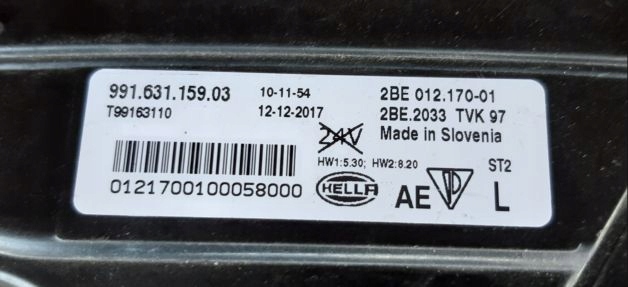 991.631.159.03 10-11-54 2BE 012.170-01
T99163110 12-12-2017 2BE.2033 TVK 97
24V Made in Slovenia
HW1:5.30; HW2:8.20 ST2
0121700100058000 HELLA AE L